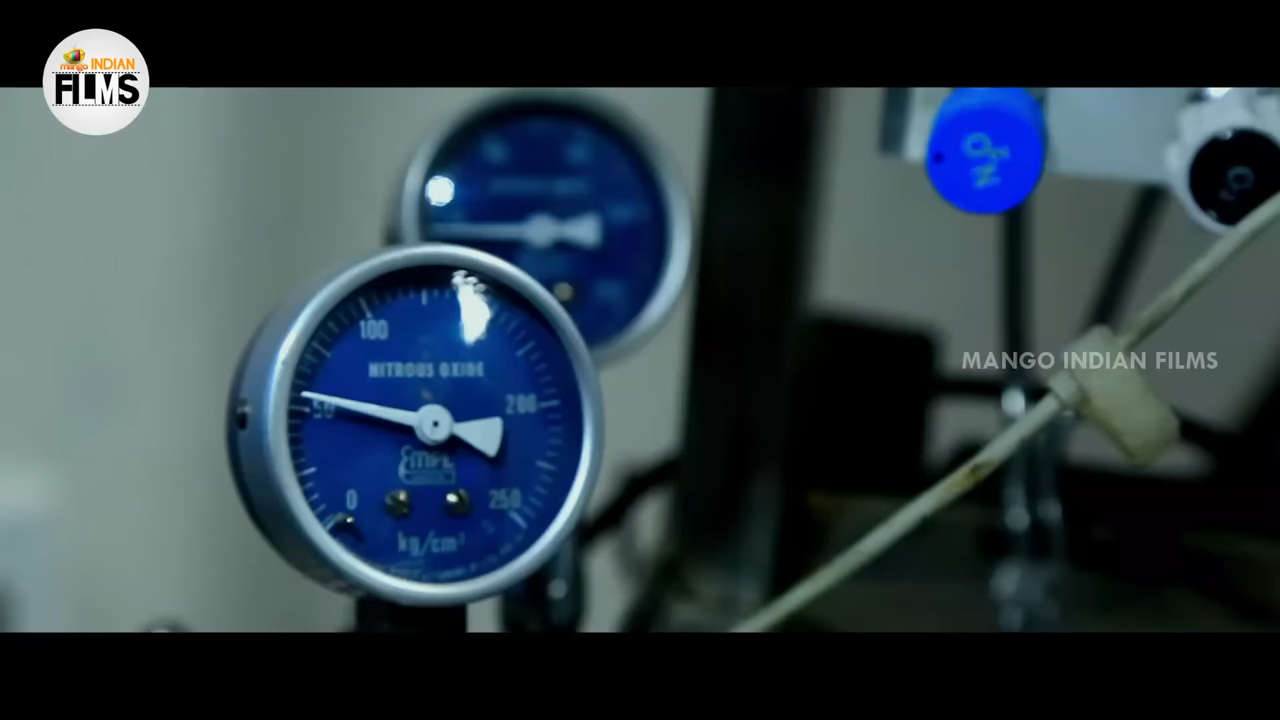 mango INDIAN
FILMS
100
NITROUS OXIDE
50
200
0
250
kg/cm²
MANGO INDIAN FILMS